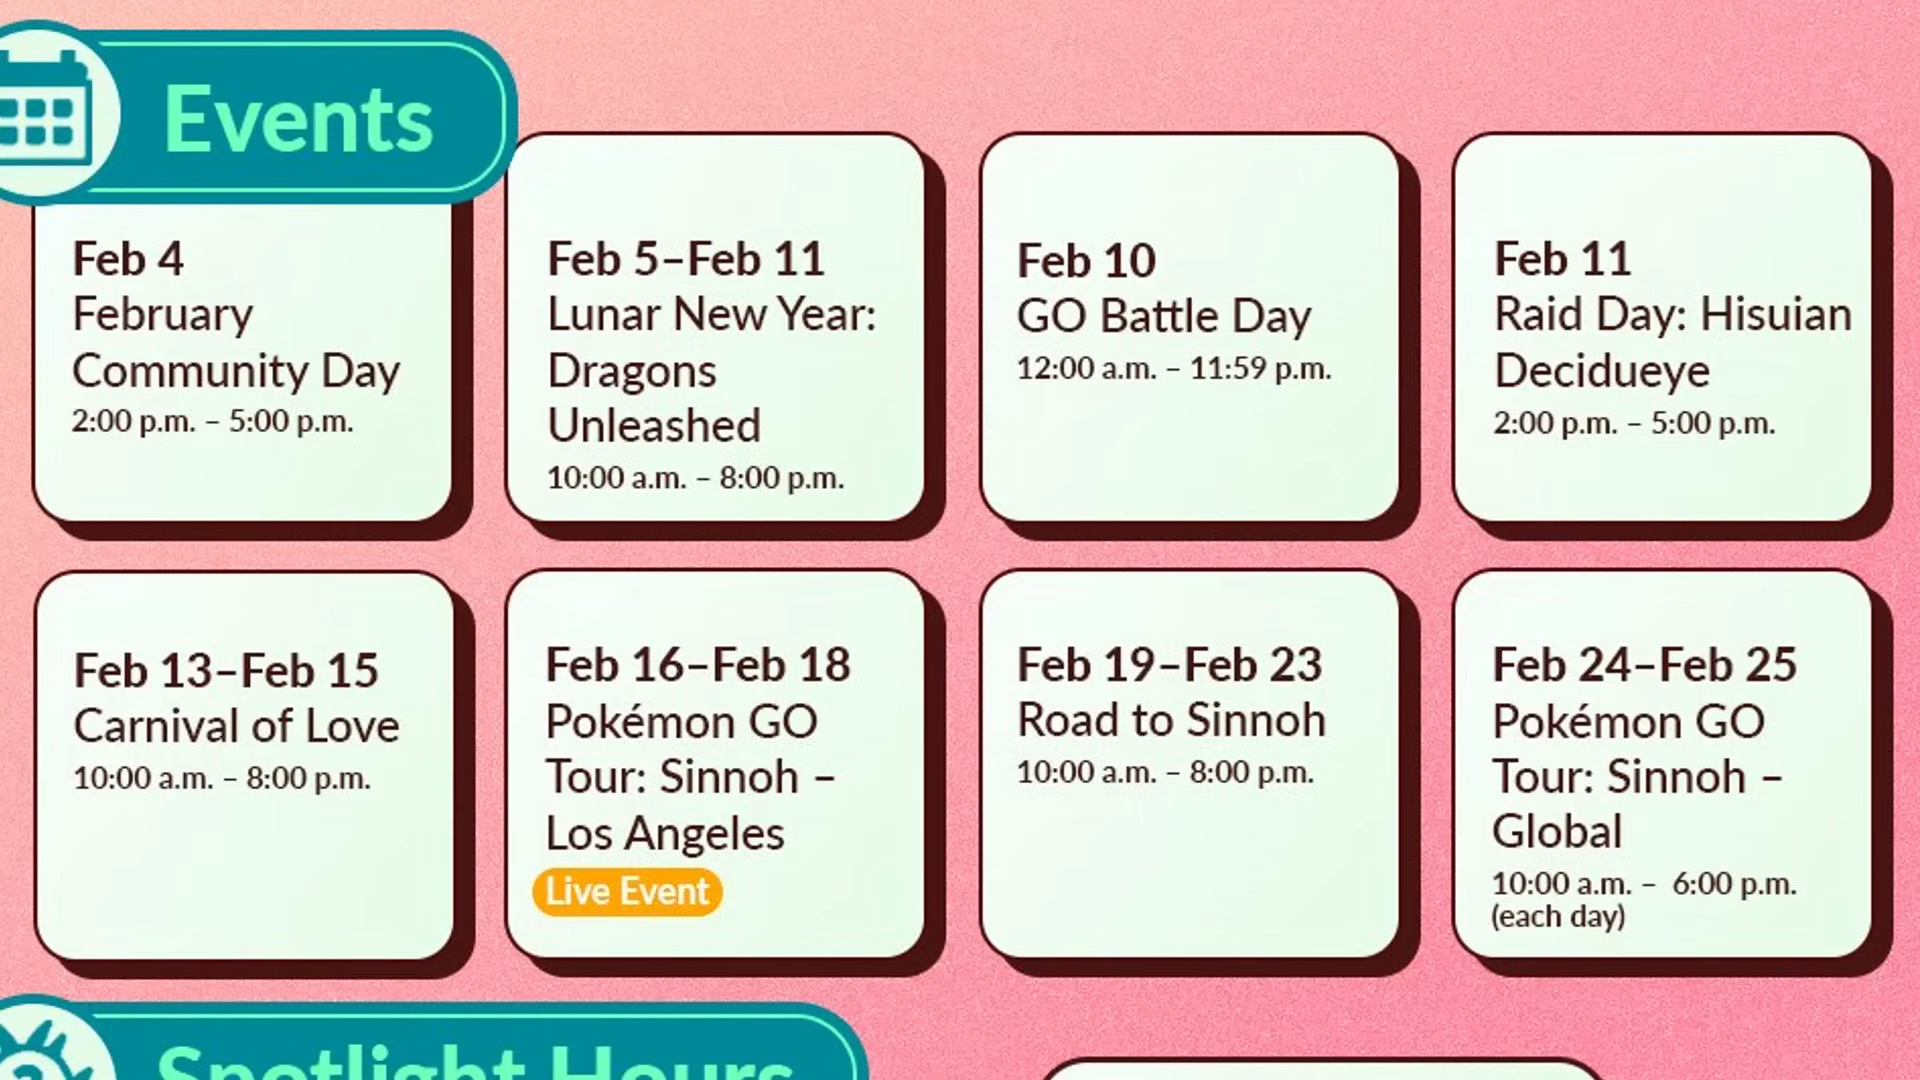 Events
Feb 4
February
Community Day
2:00 p.m. – 5:00 p.m.
Feb 5–Feb 11
Lunar New Year:
Dragons
Unleashed
10:00 a.m. – 8:00 p.m.
Feb 10
GO Battle Day
12:00 a.m. – 11:59 p.m.
Feb 11
Raid Day: Hisuian
Decidueye
2:00 p.m. – 5:00 p.m.
Feb 13–Feb 15
Carnival of Love
10:00 a.m. – 8:00 p.m.
Feb 16–Feb 18
Pokémon GO
Tour: Sinnoh –
Los Angeles
Live Event
Feb 19–Feb 23
Road to Sinnoh
10:00 a.m. – 8:00 p.m.
Feb 24–Feb 25
Pokémon GO
Tour: Sinnoh –
Global
10:00 a.m. – 6:00 p.m.
(each day)
Spotlight Hours